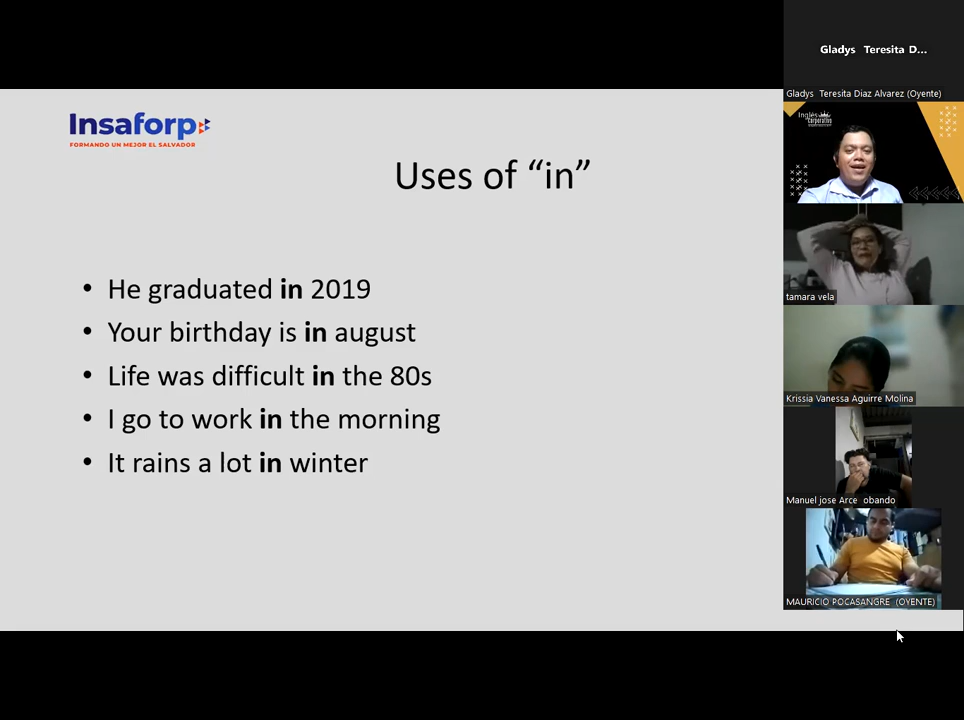 Insaforp
FORMANDO UN MEJOR EL SALVADOR
Uses of “in”
• He graduated in 2019
• Your birthday is in august
• Life was difficult in the 80s
• I go to work in the morning
• It rains a lot in winter
Gladys Teresita D...
Gladys Teresita Diaz Alvarez (Oyente)
Inglés
corporativo
tamara vela
Krissia Vanessa Aguirre Molina
Manuel jose Arce obando
MAURICIO POCASANGRE (OYENTE)